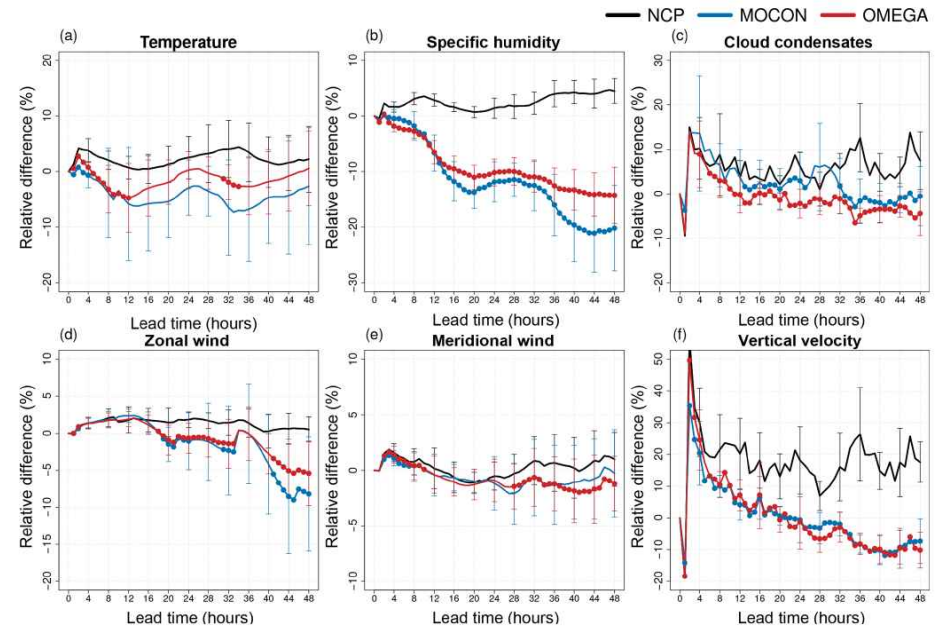 NCP MOCON OMEGA
(a) Temperature
(b) Specific humidity
(c) Cloud condensates
Relative difference (%)
20
10
0
−10
−20
0 4 8 12 16 20 24 28 32 36 40 44 48
Lead time (hours)
Relative difference (%)
10
0
−10
−20
−30
0 4 8 12 16 20 24 28 32 36 40 44 48
Lead time (hours)
Relative difference (%)
30
20
10
0
−10
−20
0 4 8 12 16 20 24 28 32 36 40 44 48
Lead time (hours)
(d) Zonal wind
(e) Meridional wind
(f) Vertical velocity
Relative difference (%)
10
5
0
−5
−10
−15
−20
0 4 8 12 16 20 24 28 32 36 40 44 48
Lead time (hours)
Relative difference (%)
10
5
0
−5
−10
0 4 8 12 16 20 24 28 32 36 40 44 48
Lead time (hours)
Relative difference (%)
50
40
30
20
10
0
−10
−20
0 4 8 12 16 20 24 28 32 36 40 44 48
Lead time (hours)